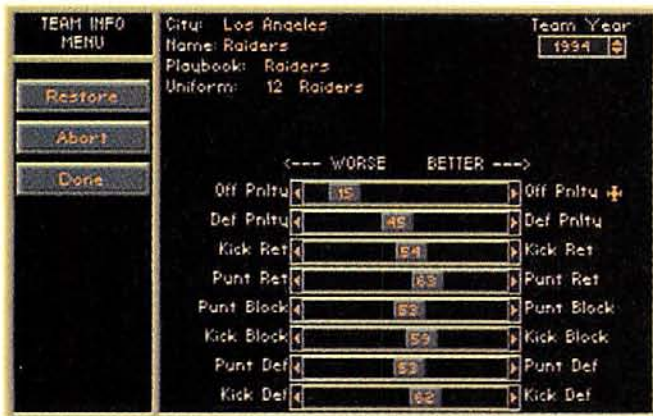 TEAM INFO
MENU
Restore
Abort
Done
City: Los Angeles
Name: Raiders
Playbook: Raiders
Uniform: 12 Raiders
Team Year
1994
<--- WORSE BETTER --->
Off Pnlty 15 Off Pnlty
Def Pnlty 45 Def Pnlty
Kick Ret 54 Kick Ret
Punt Ret 63 Punt Ret
Punt Block 53 Punt Block
Kick Block 59 Kick Block
Punt Def 53 Punt Def
Kick Def 62 Kick Def